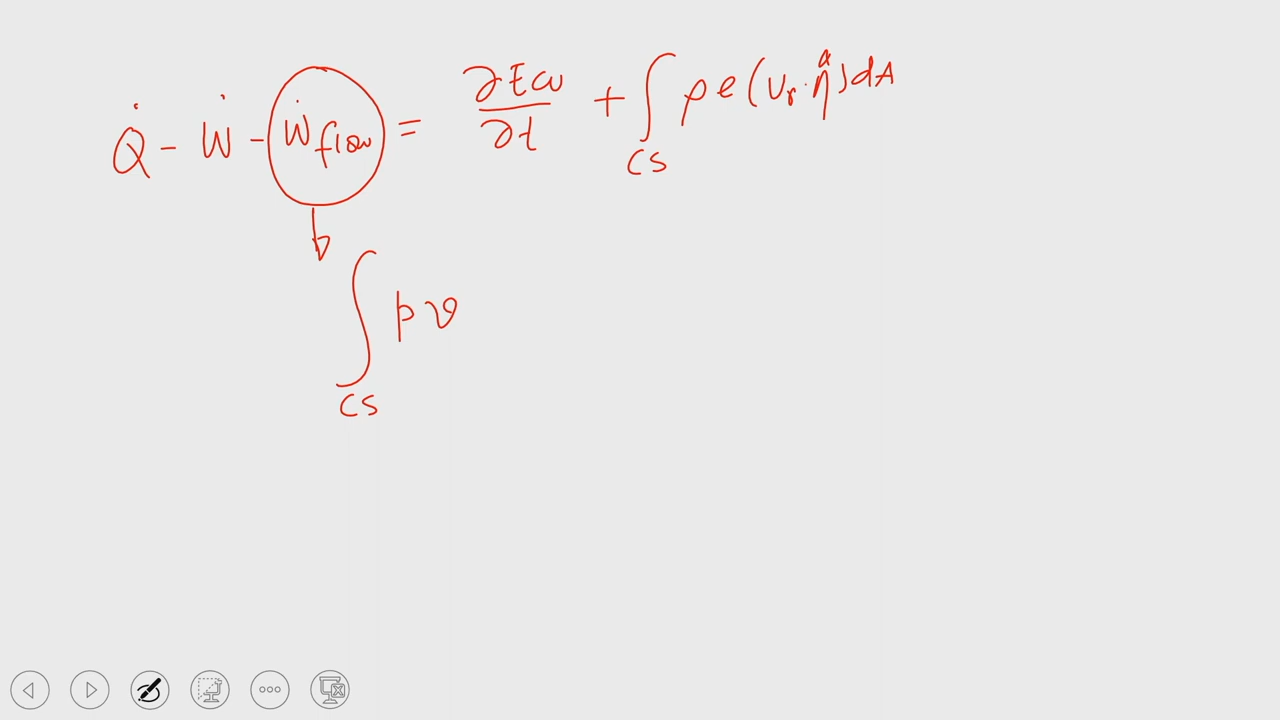 Q̇ - Ẇ - Ẇflow = ∂Ecv/∂t + ∫CS ρe(Vr·η̂)dA
∫CS pv